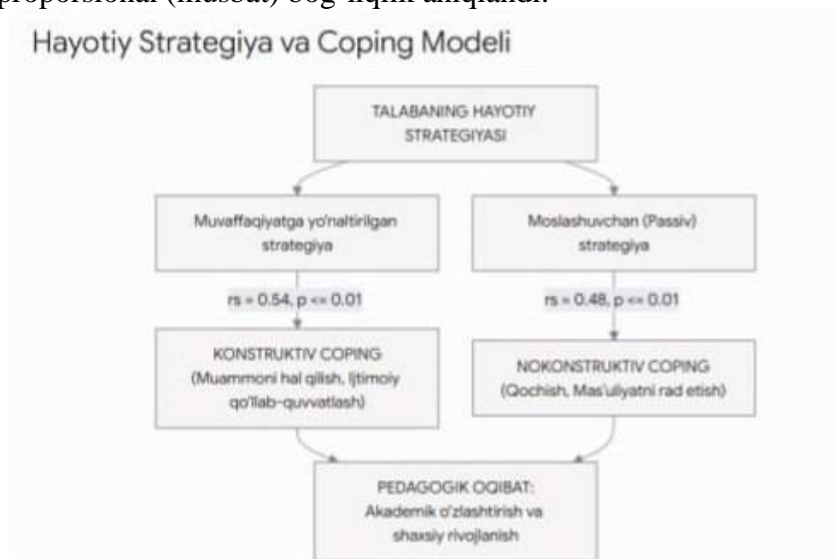 proporsional (musbat) bog‘liqlik aniqlandi.
Hayotiy Strategiya va Coping Modeli
TALABANING HAYOTIY
STRATEGIYASI
Muvaffaqiyatga yo'naltirilgan
strategiya
Moslashuvchan (Passiv)
strategiya
rs = 0.54, p <= 0.01
rs = 0.48, p <= 0.01
KONSTRUKTIV COPING
(Muammoni hal qilish, Ijtimoiy
qo'llab-quvvatlash)
NOKONSTRUKTIV COPING
(Qochish, Mas'uliyatni rad etish)
PEDAGOGIK OQIBAT:
Akademik o'zlashtirish va
shaxsiy rivojlanish